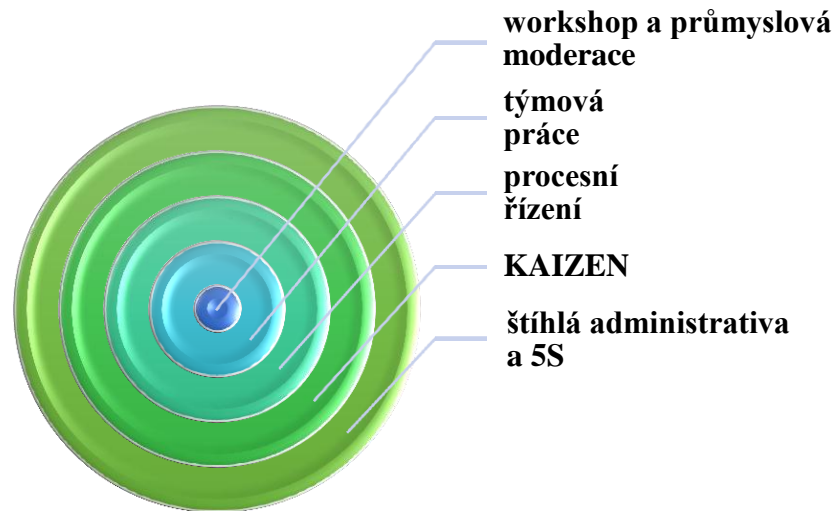 workshop a průmyslová
moderace
týmová
práce
procesní
řízení
KAIZEN
štíhlá administrativa
a 5S